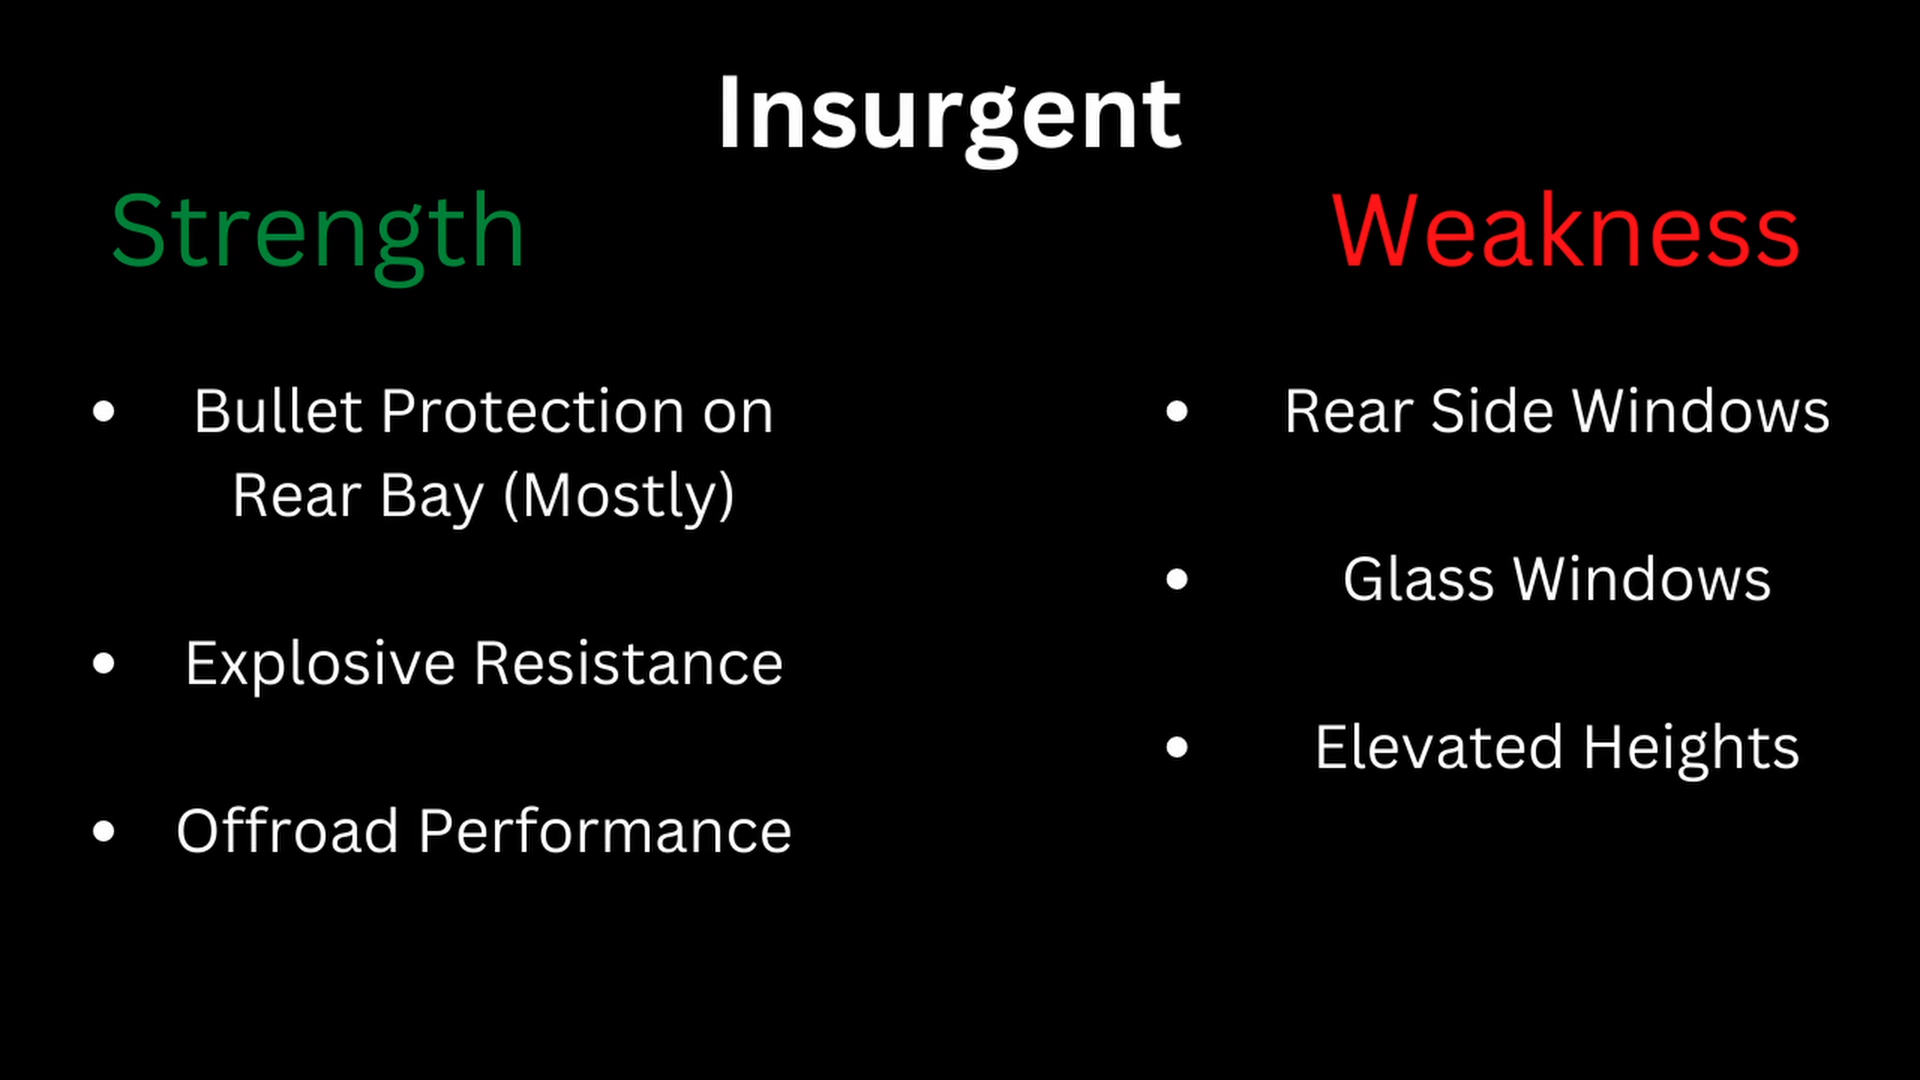 Insurgent
Strength
Weakness
• Bullet Protection on
Rear Bay (Mostly)
• Explosive Resistance
• Offroad Performance
• Rear Side Windows
• Glass Windows
• Elevated Heights